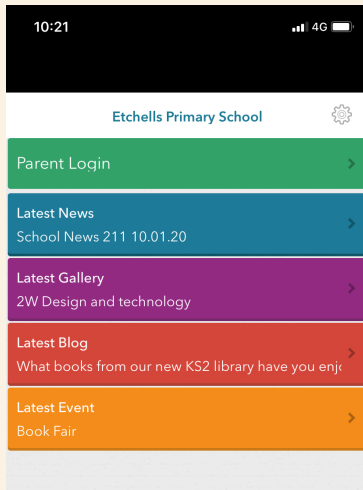 10:21
4G
Etchells Primary School
Parent Login
Latest News
School News 211 10.01.20
Latest Gallery
2W Design and technology
Latest Blog
What books from our new KS2 library have you enjo
Latest Event
Book Fair